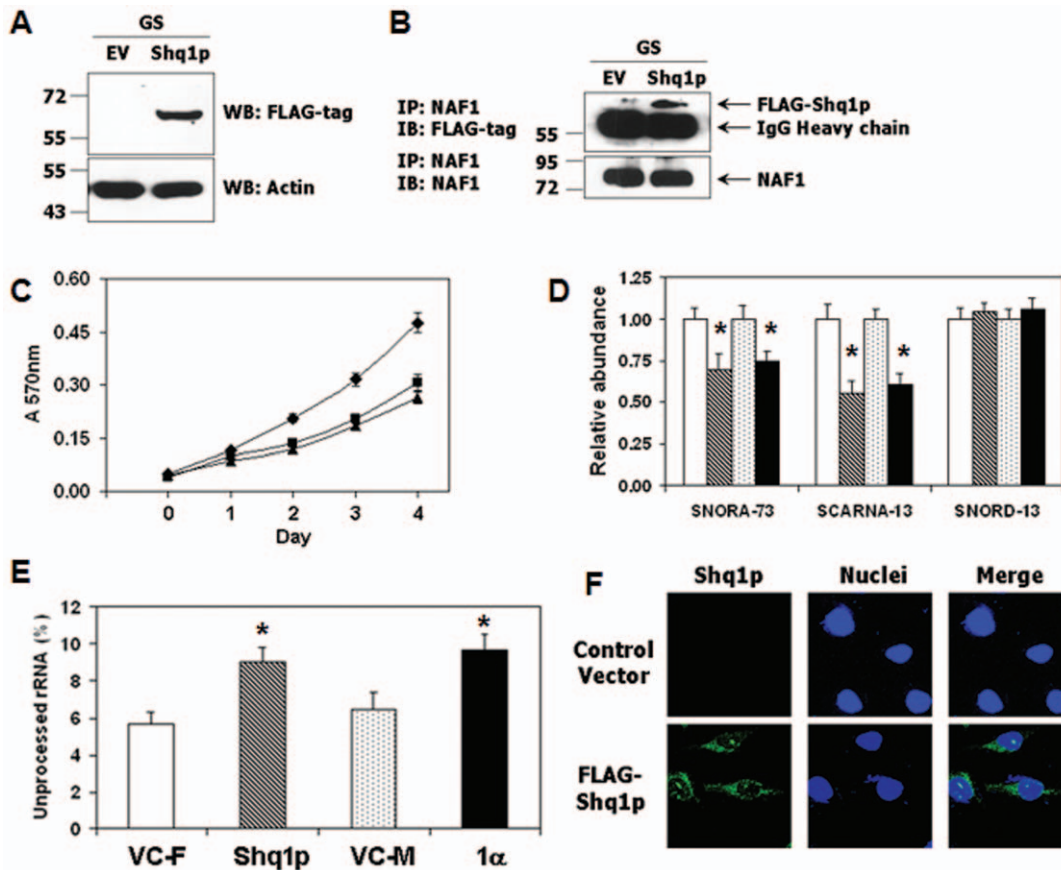 A
GS
EV Shq1p
72
55
WB: FLAG-tag
55
43
WB: Actin
B
GS
EV Shq1p
IP: NAF1
IB: FLAG-tag
55
FLAG-Shq1p
IgG Heavy chain
IP: NAF1
IB: NAF1
95
72
NAF1
C
A 570nm
0.60
0.45
0.30
0.15
0.00
0 1 2 3 4
Day
D
Relative abundance
1.25
1.00
0.75
0.50
0.25
0.00
* * * *
SNORA-73 SCARNA-13 SNORD-13
E
Unprocessed rRNA (%)
12
10
8
6
4
2
0
* *
VC-F Shq1p VC-M 1α
F
Shq1p Nuclei Merge
Control
Vector
FLAG-
Shq1p